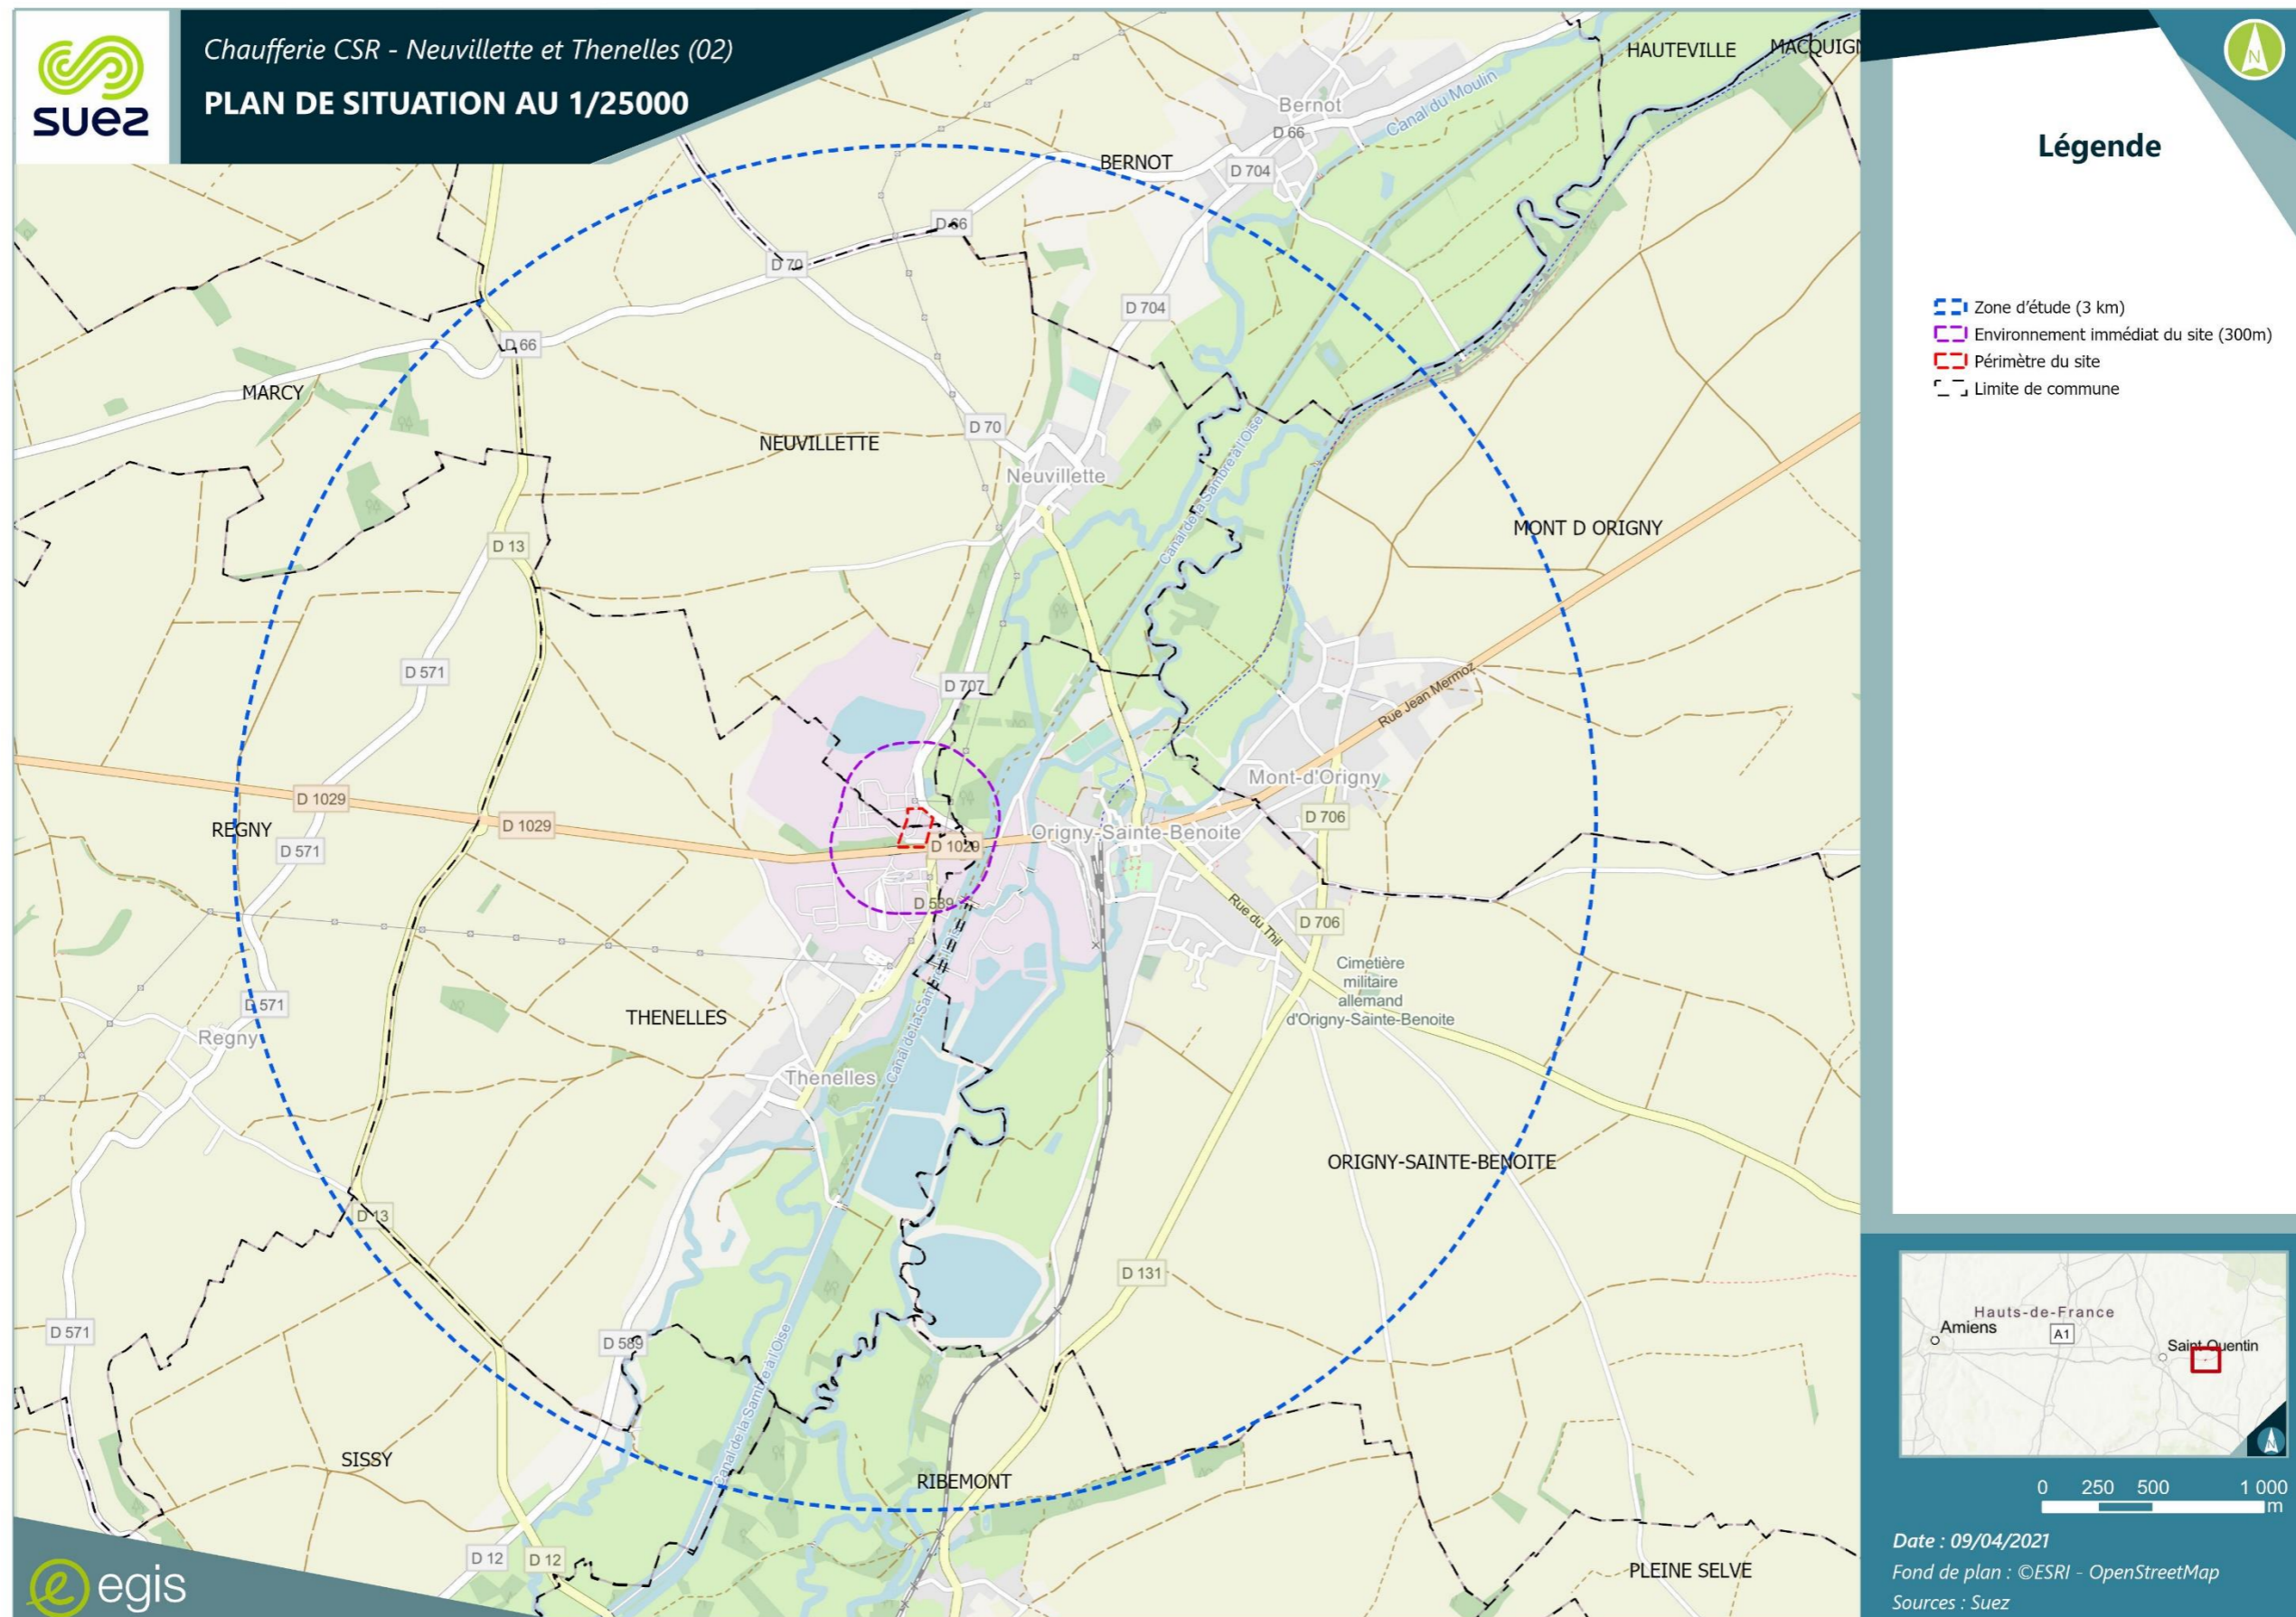 suez
Chaufferie CSR - Neuvillette et Thenelles (02)
PLAN DE SITUATION AU 1/25000
N
Légende
Zone d'étude (3 km)
Environnement immédiat du site (300m)
Périmètre du site
Limite de commune
HAUTEVILLE
Bernot
Canal du Moulin
D 66
BERNOT
D 704
D 66
D 70
D 704
D 66
MARCY
D 70
NEUVILLETTE
Neuvillette
Canal de la Sambre à l'Oise
MONT D ORIGNY
D 13
D 571
D 707
Rue Jean Mermoz
Mont-d'Origny
D 1029
D 1029
REGNY
D 571
D 1029
Origny-Sainte-Benoite
D 706
D 589
Rue du Thil
D 706
Cimetière
militaire
allemand
d'Origny-Sainte-Benoite
D 571
THENELLES
Regny
Thenelles
ORIGNY-SAINTE-BENOITE
D 13
D 131
D 571
D 589
Canal de la Sambre à l'Oise
SISSY
RIBEMONT
D 12
D 12
PLEINE SELVE
egis
Hauts-de-France
Amiens
A1
Saint-Quentin
0 250 500 1 000
m
Date : 09/04/2021
Fond de plan : ©ESRI - OpenStreetMap
Sources : Suez